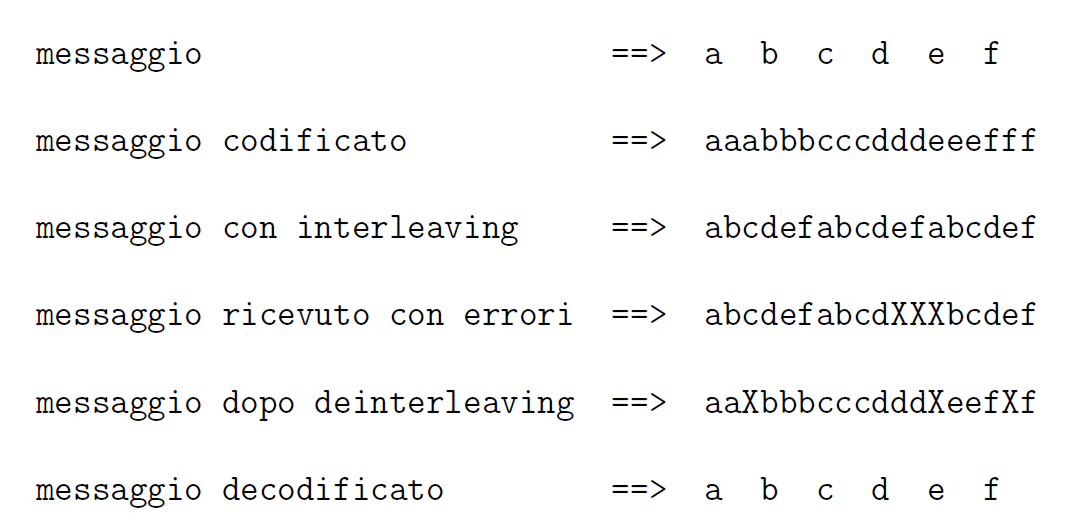 messaggio ==> a b c d e f
messaggio codificato ==> aaabbbcccdddeeefff
messaggio con interleaving ==> abcdefabcdefabcdef
messaggio ricevuto con errori ==> abcdefabcdXXXbcdef
messaggio dopo deinterleaving ==> aaXbbbcccdddXeefXf
messaggio decodificato ==> a b c d e f